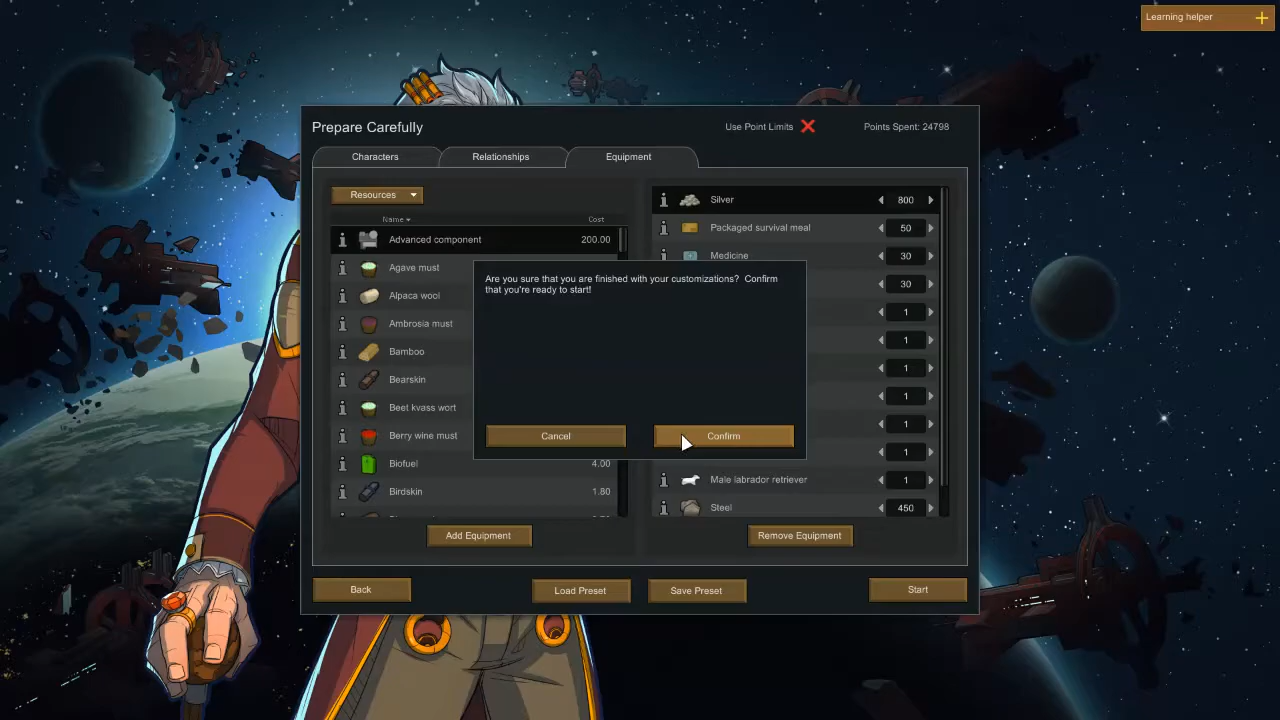 Learning helper
Prepare Carefully
Use Point Limits
Points Spent: 24798
Characters
Relationships
Equipment
Resources
Name
Cost
Advanced component
200.00
Agave must
Alpaca wool
Ambrosia must
Bamboo
Bearskin
Beet kvass wort
Berry wine must
Biofuel
4.00
Birdskin
1.80
Silver
800
Packaged survival meal
50
Medicine
30
30
1
1
1
1
1
1
Male labrador retriever
1
Steel
450
Are you sure that you are finished with your customizations? Confirm
that you're ready to start!
Cancel
Confirm
Add Equipment
Remove Equipment
Back
Load Preset
Save Preset
Start